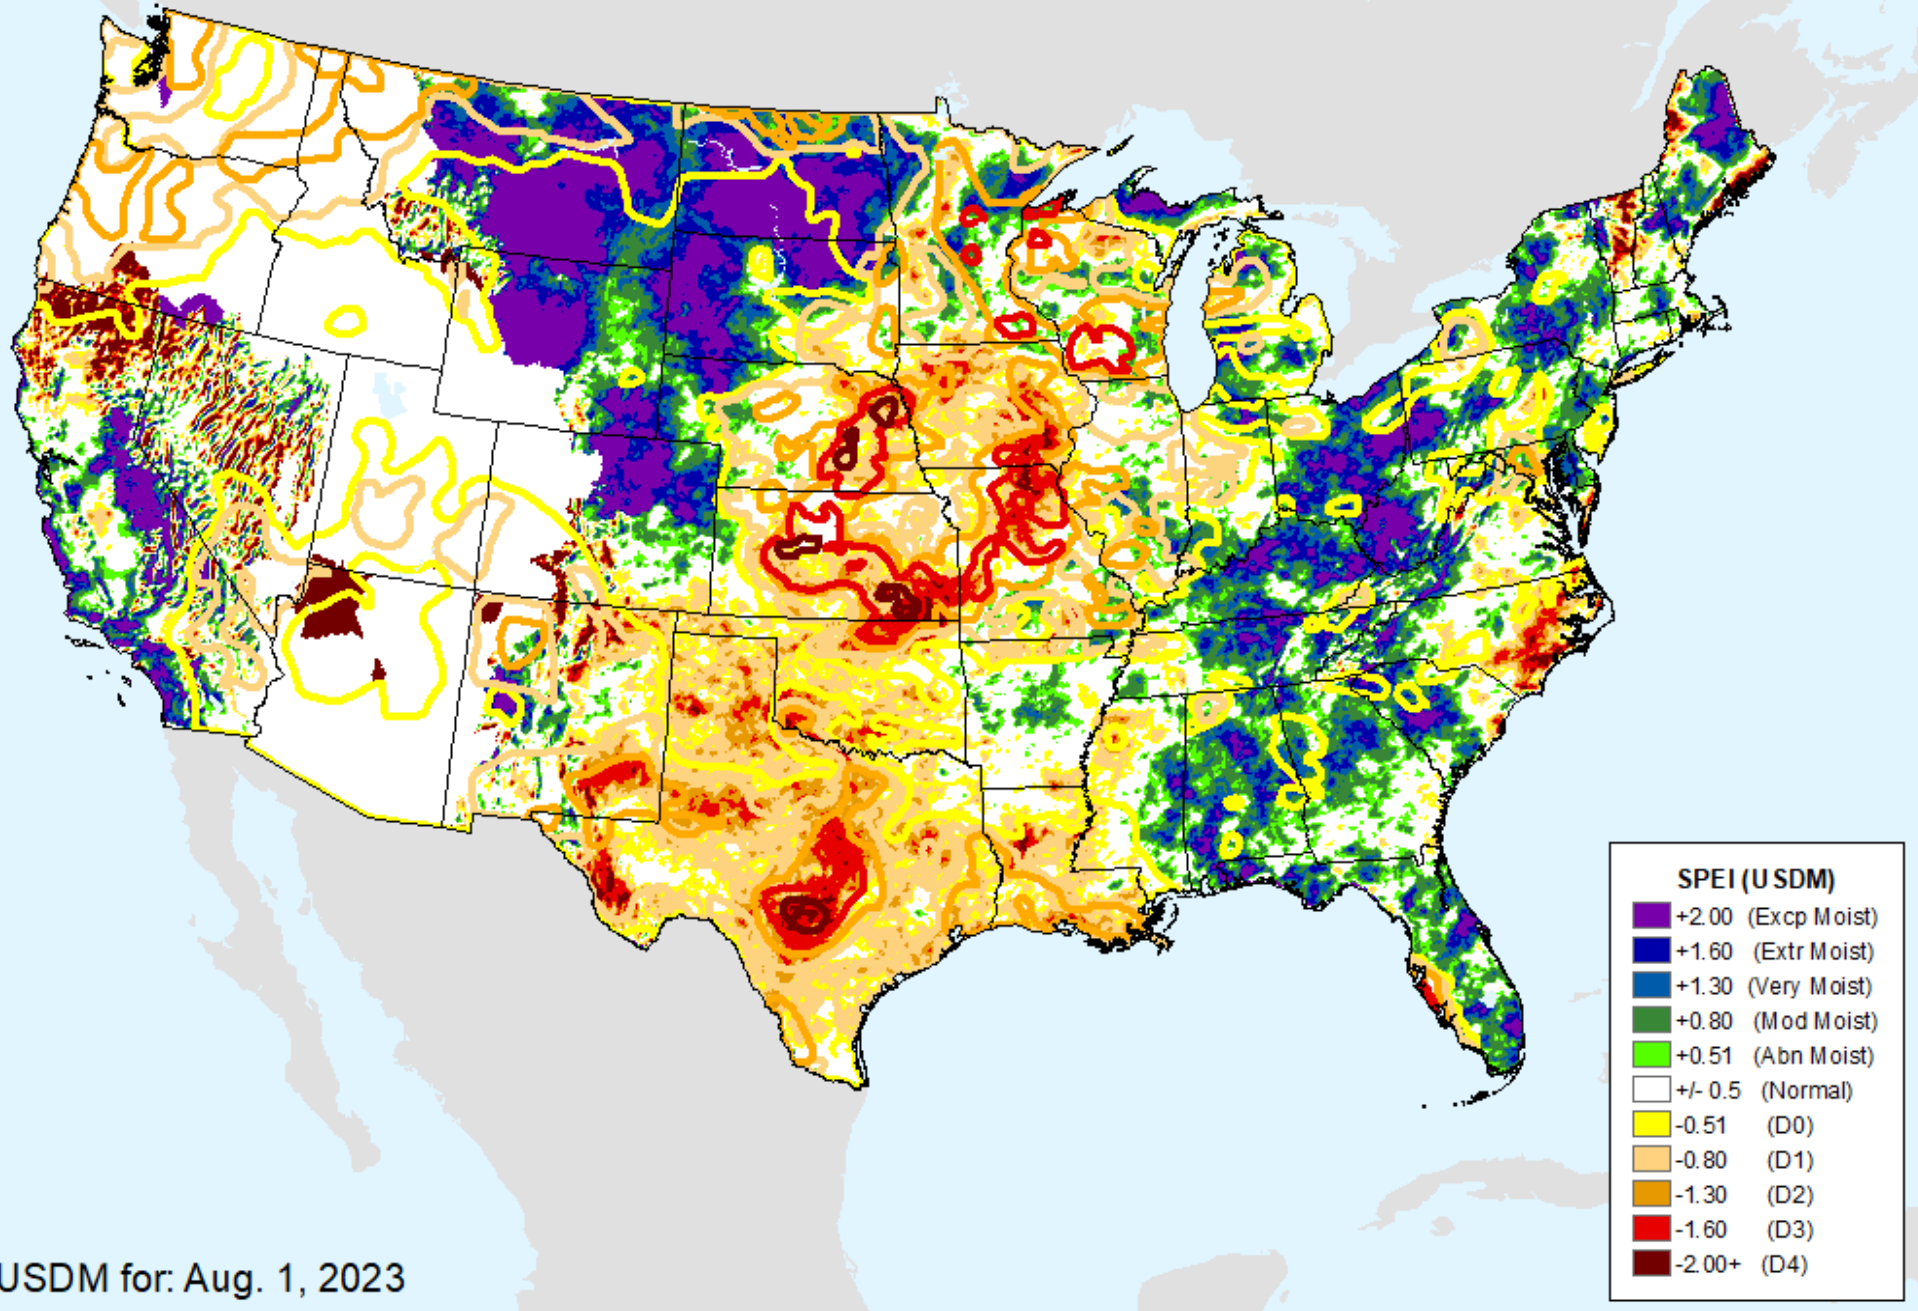 SPEI (USDM)
+2.00 (Excp Moist)
+1.60 (Extr Moist)
+1.30 (Very Moist)
+0.80 (Mod Moist)
+0.51 (Abn Moist)
+/- 0.5 (Normal)
-0.51 (D0)
-0.80 (D1)
-1.30 (D2)
-1.60 (D3)
-2.00+ (D4)
USDM for: Aug. 1, 2023